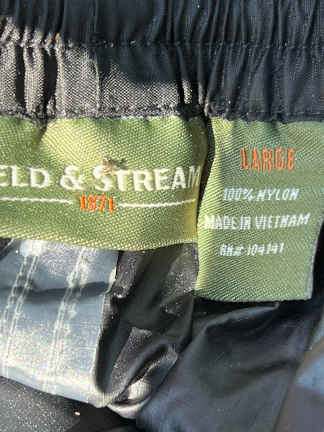 ELD & STREAM
1871
LARGE
100% NYLON
MADE IN VIETNAM
RN# 104141